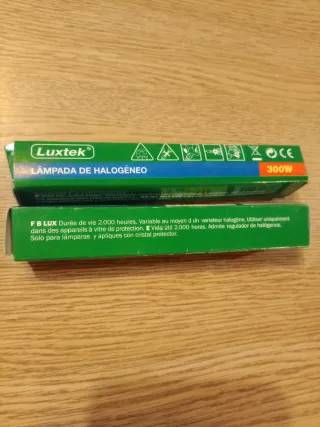 Luxtek®
LÂMPADA DE HALOGÉNEO
300W
F B LUX Durée de vie 2,000 heures. Variable au moyen d un variateur halogène. Utiliser uniquement
dans des appareils à vitre de protection. E Vida útil 2,000 horas. Admite regulador de halógenos.
Solo para lámparas y apliques con cristal protector.